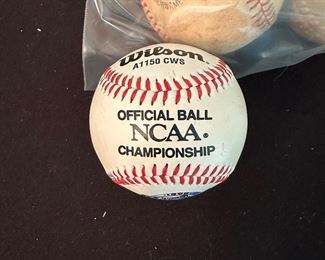 Wilson
A1150 CWS
OFFICIAL BALL
NCAA®
CHAMPIONSHIP